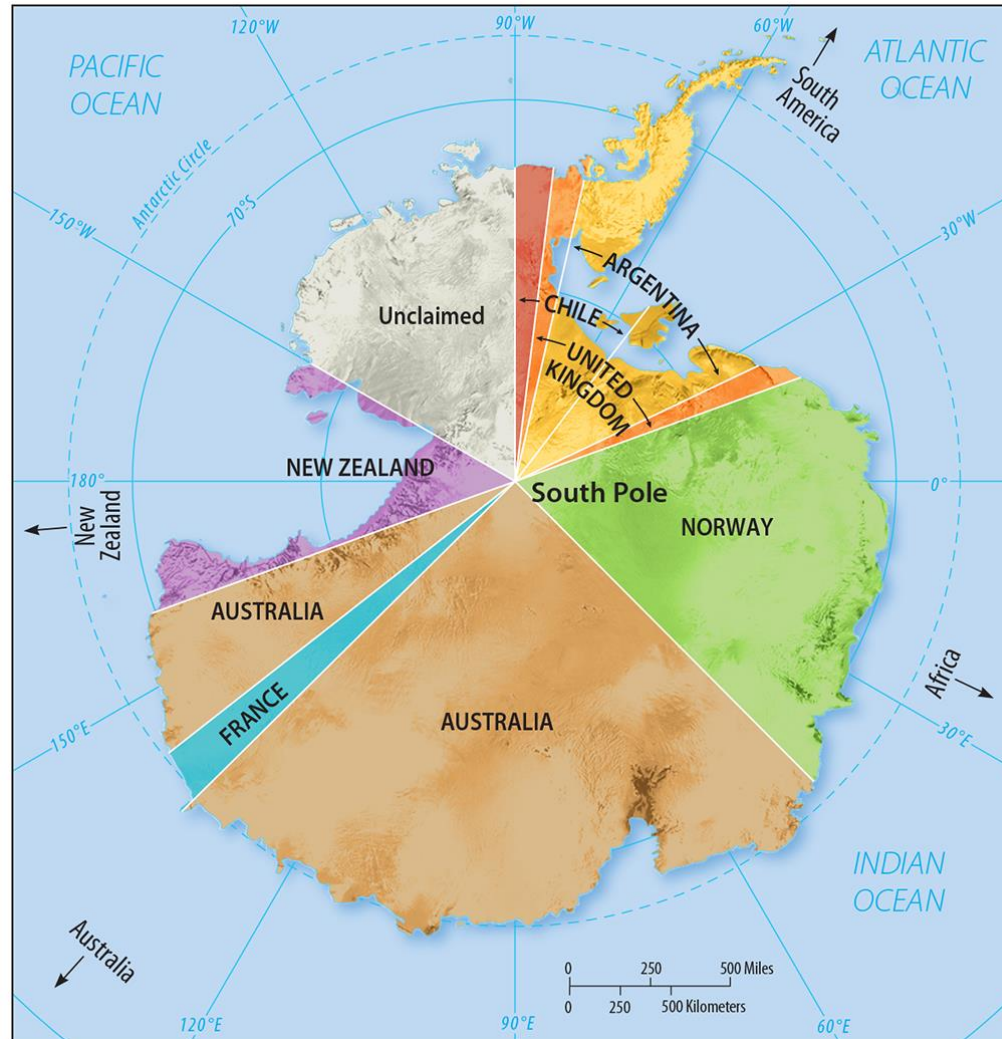 120°W
90°W
60°W
PACIFIC
OCEAN
ATLANTIC
OCEAN
South
America
Antarctic Circle
70°S
150°W
30°W
ARGENTINA
CHILE
UNITED
KINGDOM
Unclaimed
NEW ZEALAND
South Pole
180°
0°
New
Zealand
NORWAY
AUSTRALIA
FRANCE
AUSTRALIA
Africa
150°E
30°E
INDIAN
OCEAN
Australia
0 250 500 Miles
0 250 500 Kilometers
120°E
90°E
60°E